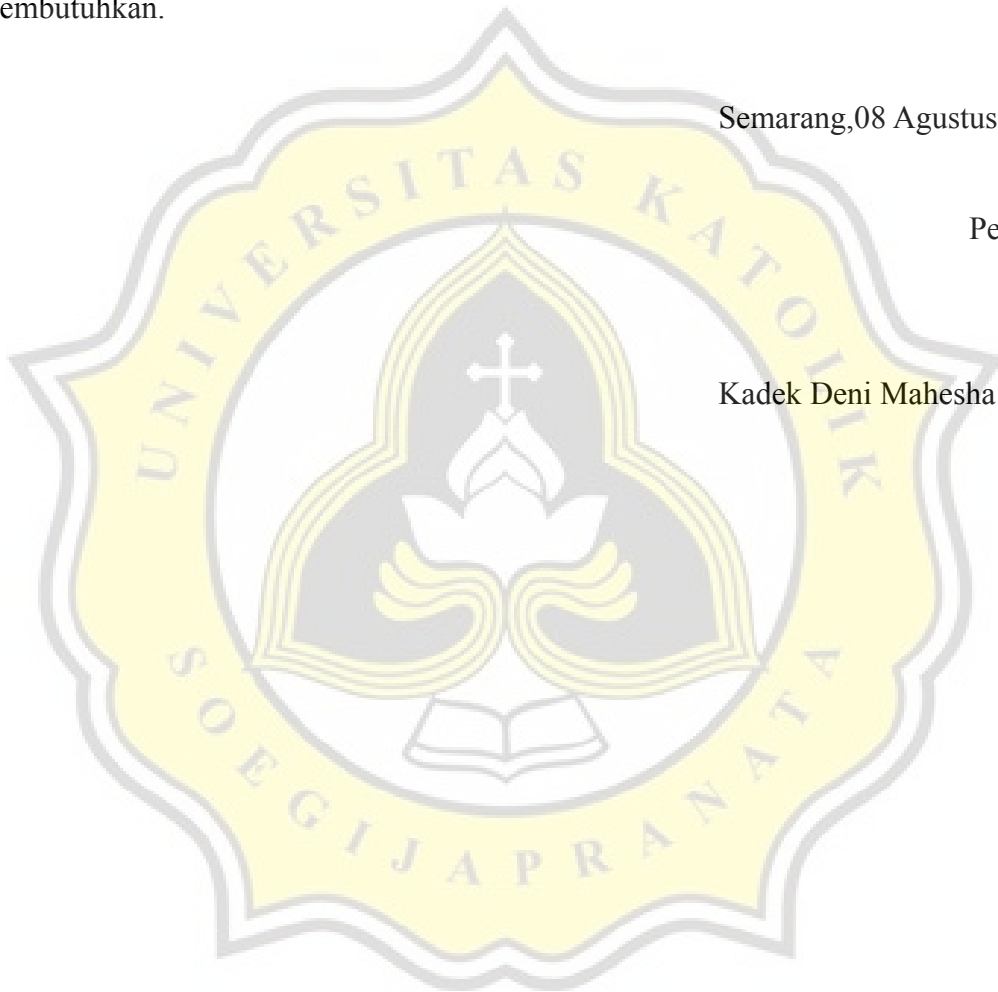 embutuhkan.
Semarang,08 Agustus
Pe
Kadek Deni Mahesha
UNIVERSITAS KATOLIK
SOEGIJAPRANATA